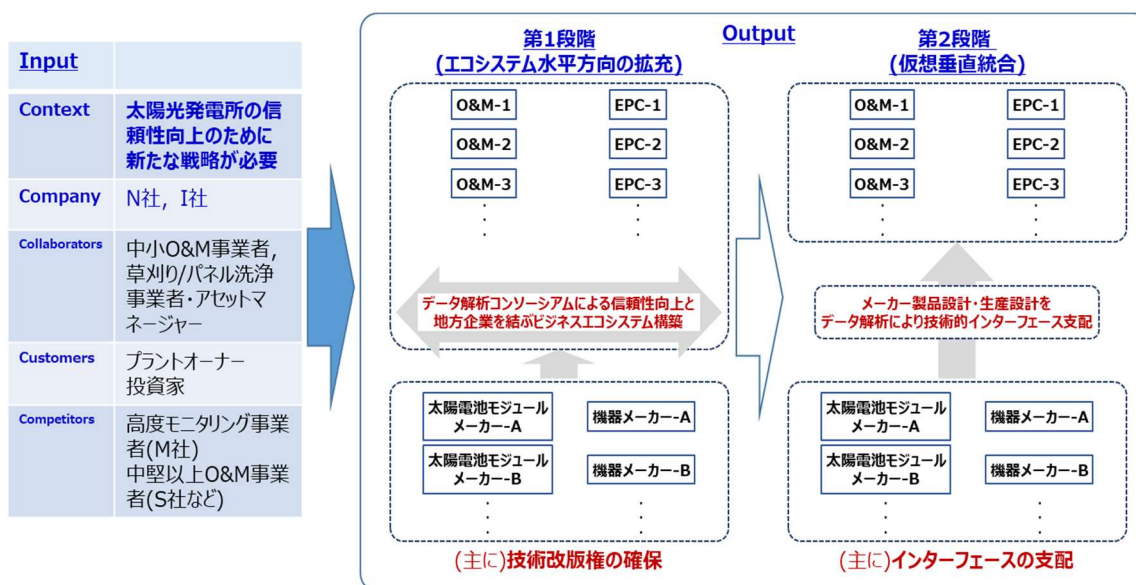 Input
Context
太陽光発電所の信
頼性向上のために
新たな戦略が必要
Company
N社, I社
Collaborators
中小O&M事業者,
草刈り/パネル洗浄
事業者・アセットマ
ネージャー
Customers
プラントオーナー
投資家
Competitors
高度モニタリング事業
者(M社)
中堅以上O&M事業
者(S社など)
Output
第1段階
(エコシステム水平方向の拡充)
O&M-1
EPC-1
O&M-2
EPC-2
O&M-3
EPC-3
データ解析コンソーシアムによる信頼性向上と
地方企業を結ぶビジネスエコシステム構築
太陽電池モジュール
メーカー-A
機器メーカー-A
太陽電池モジュール
メーカー-B
機器メーカー-B
(主に)技術改版権の確保
第2段階
(仮想垂直統合)
O&M-1
EPC-1
O&M-2
EPC-2
O&M-3
EPC-3
メーカー製品設計・生産設計を
データ解析により技術的インターフェース支配
太陽電池モジュール
メーカー-A
機器メーカー-A
太陽電池モジュール
メーカー-B
機器メーカー-B
(主に)インターフェースの支配